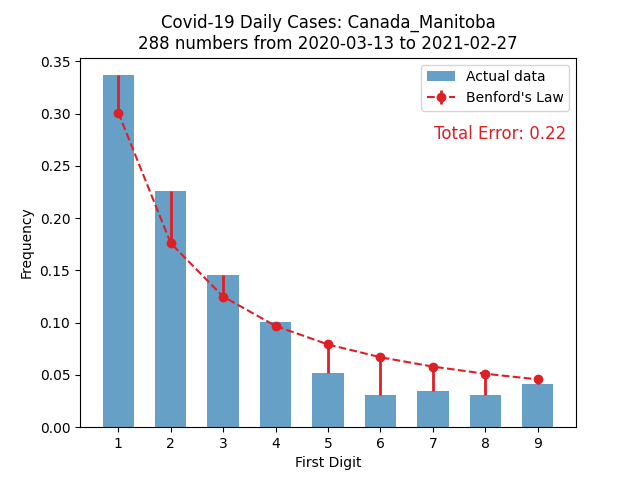 Covid-19 Daily Cases: Canada_Manitoba
288 numbers from 2020-03-13 to 2021-02-27
Actual data
Benford's Law
Total Error: 0.22
Frequency
0.35
0.30
0.25
0.20
0.15
0.10
0.05
0.00
1 2 3 4 5 6 7 8 9
First Digit